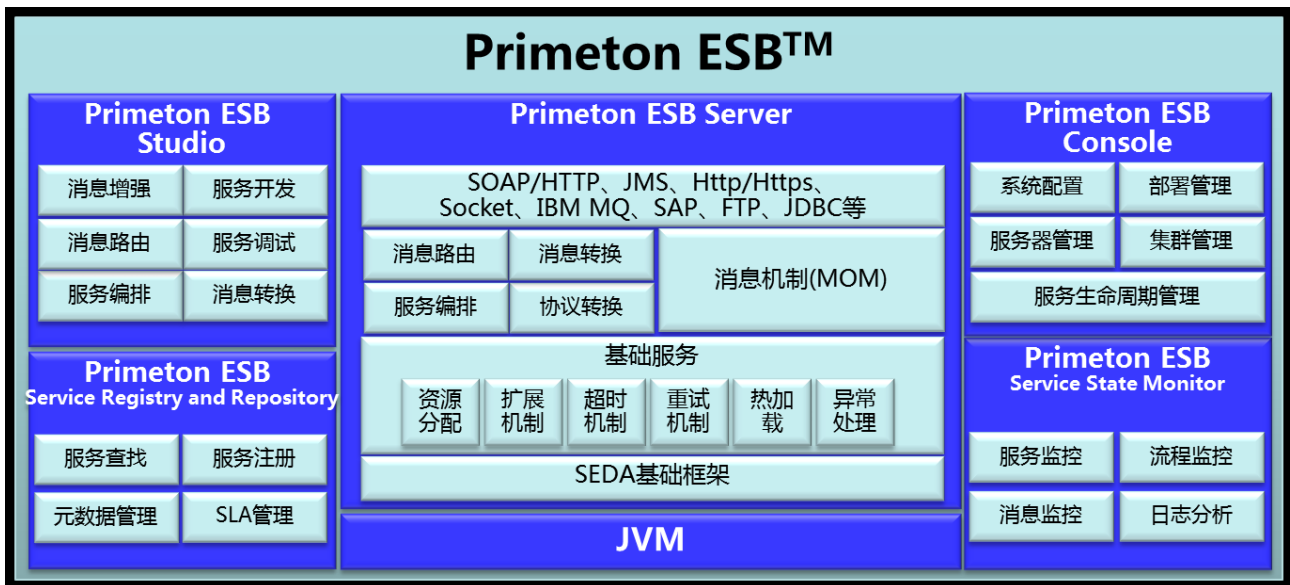 Primeton ESB™
Primeton ESB
Studio
消息增强
服务开发
消息路由
服务调试
服务编排
消息转换
Primeton ESB
Service Registry and Repository
服务查找
服务注册
元数据管理
SLA管理
Primeton ESB Server
SOAP/HTTP、JMS、Http/Https、
Socket、IBM MQ、SAP、FTP、JDBC等
消息路由
消息转换
服务编排
协议转换
消息机制(MOM)
基础服务
资源
分配
扩展
机制
超时
机制
重试
机制
热加
载
异常
处理
SEDA基础框架
JVM
Primeton ESB
Console
系统配置
部署管理
服务器管理
集群管理
服务生命周期管理
Primeton ESB
Service State Monitor
服务监控
流程监控
消息监控
日志分析